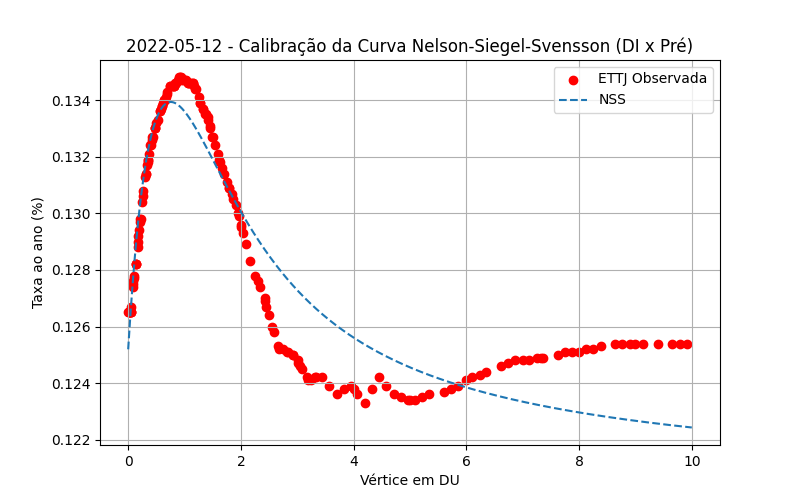 2022-05-12 - Calibração da Curva Nelson-Siegel-Svensson (DI x Pré)
ETTJ Observada
NSS
Taxa ao ano (%)
0.134
0.132
0.130
0.128
0.126
0.124
0.122
0 2 4 6 8 10
Vértice em DU